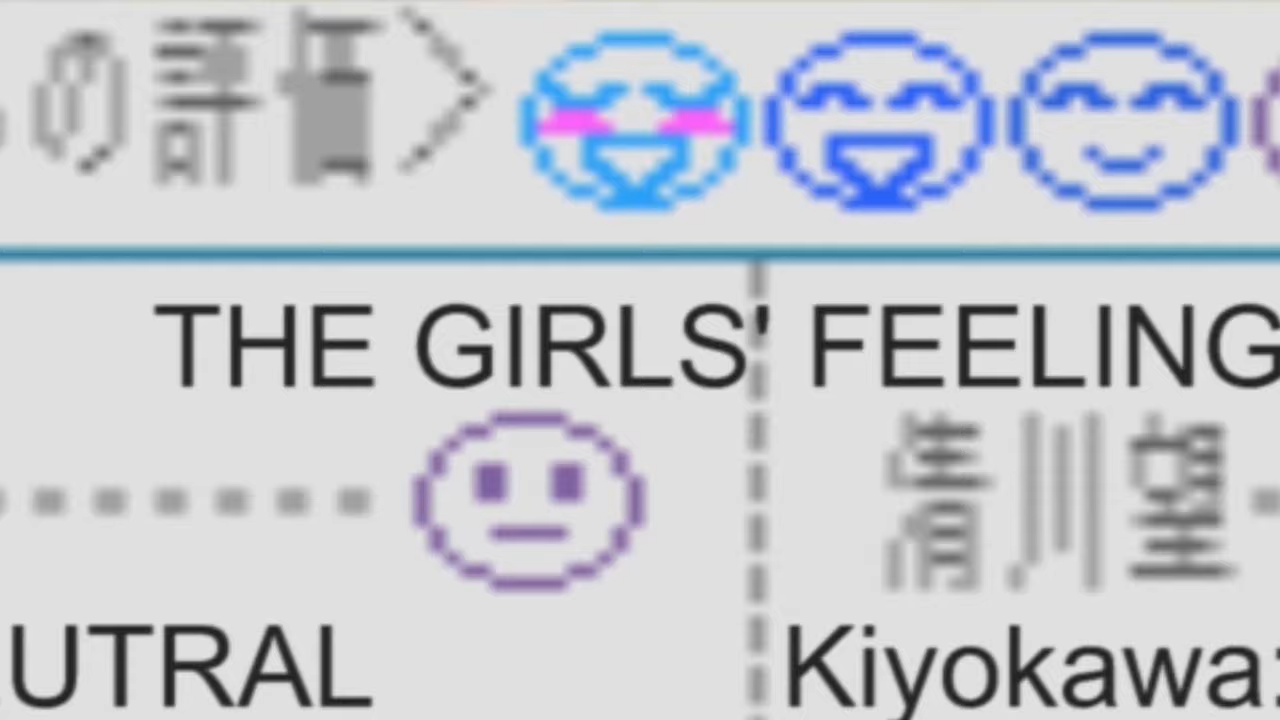 の評価>
THE GIRLS' FEELING
清川望
UTRAL
Kiyokawa: